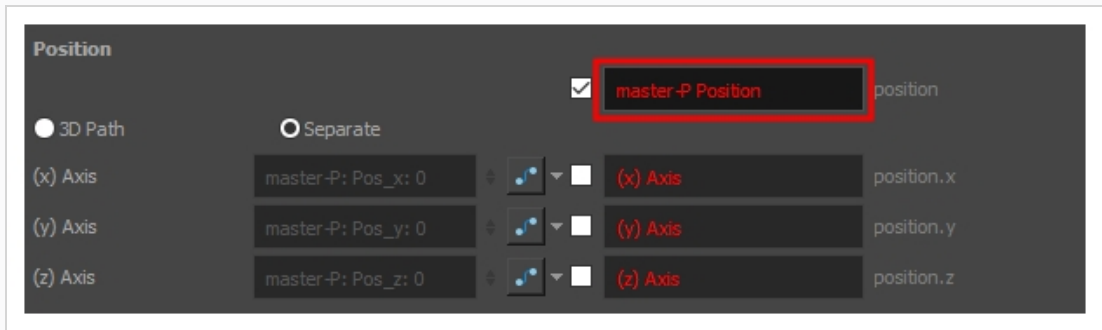 Position
master-P Position position
3D Path Separate
(x) Axis master-P: Pos_x: 0 (x) Axis position.x
(y) Axis master-P: Pos_y: 0 (y) Axis position.y
(z) Axis master-P: Pos_z: 0 (z) Axis position.z